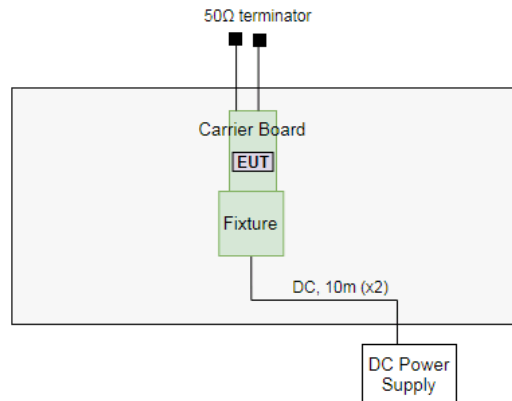 50Ω terminator
Carrier Board
EUT
Fixture
DC, 10m (x2)
DC Power
Supply